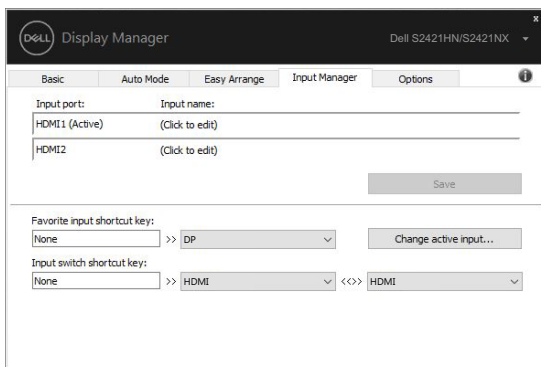 x
DELL Display Manager Dell S2421HN/S2421NX
Basic Auto Mode Easy Arrange Input Manager Options i
Input port: Input name:
HDMI1 (Active) (Click to edit)
HDMI2 (Click to edit)
Save
Favorite input shortcut key:
None >> DP Change active input...
Input switch shortcut key:
None >> HDMI <<>> HDMI